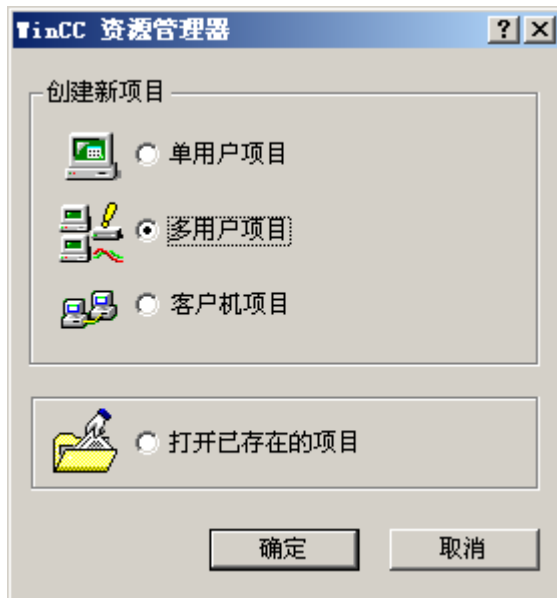 WinCC 资源管理器
创建新项目
单用户项目
多用户项目
客户机项目
打开已存在的项目
确定
取消